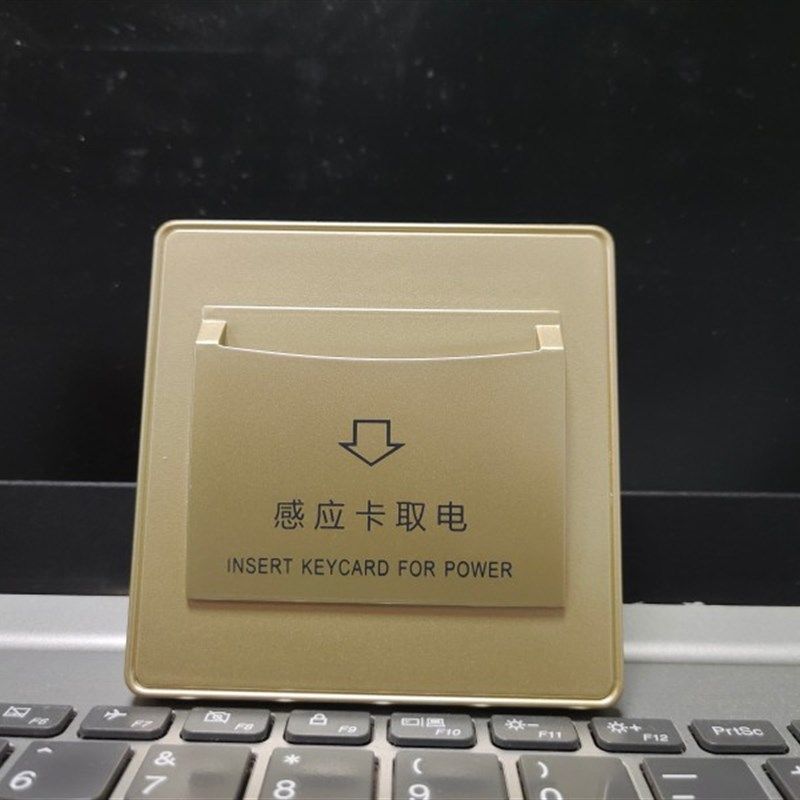 感应卡取电
INSERT KEYCARD FOR POWER
F6 F7 F8 F9 F10 F11 F12 PrtSc
^ & * ( )
6 7 8 9 0